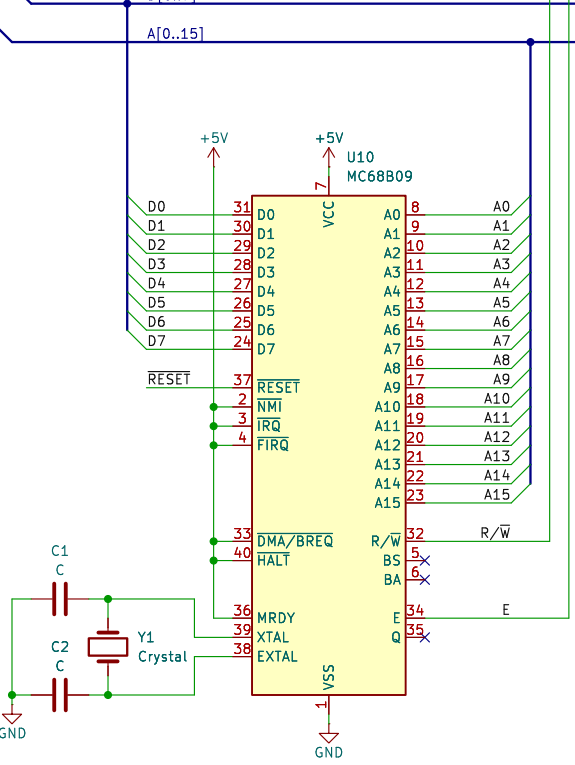 A[0..15]
+5V
+5V
U10
MC68B09
7
VCC
D0 31 D0 A0 8 A0
D1 30 D1 A1 9 A1
D2 29 D2 A2 10 A2
D3 28 D3 A3 11 A3
D4 27 D4 A4 12 A4
D5 26 D5 A5 13 A5
D6 25 D6 A6 14 A6
D7 24 D7 A7 15 A7
A8 16 A8
RESET 37 RESET A9 17 A9
2 NMI A10 18 A10
3 IRQ A11 19 A11
4 FIRQ A12 20 A12
A13 21 A13
A14 22 A14
A15 23 A15
33 DMA/BREQ R/W 32 R/W
40 HALT BS 5
BA 6
36 MRDY E 34 E
39 XTAL Q 35
38 EXTAL
C1
C
C2
C
Y1
Crystal
VSS
1
GND
GND